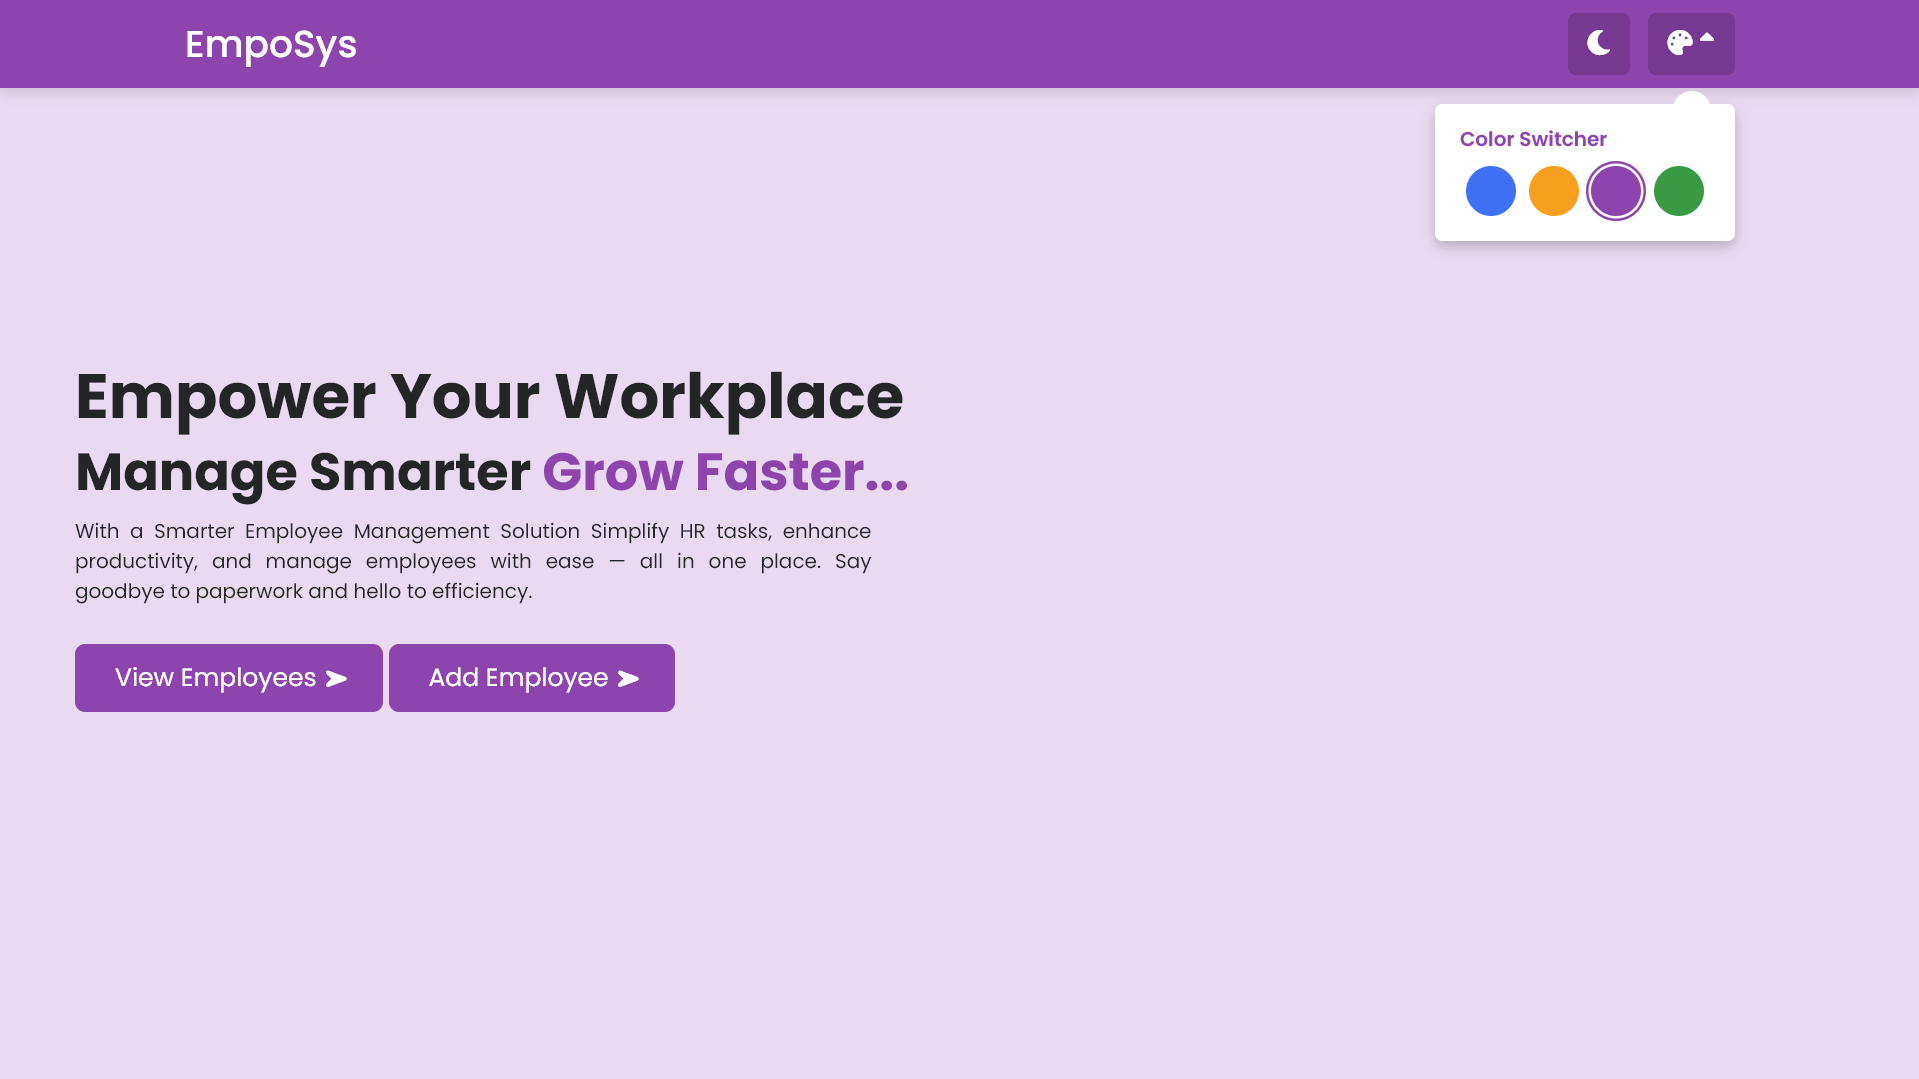 EmpoSys
Color Switcher
Empower Your Workplace
Manage Smarter Grow Faster...
With a Smarter Employee Management Solution Simplify HR tasks, enhance
productivity, and manage employees with ease — all in one place. Say
goodbye to paperwork and hello to efficiency.
View Employees
Add Employee